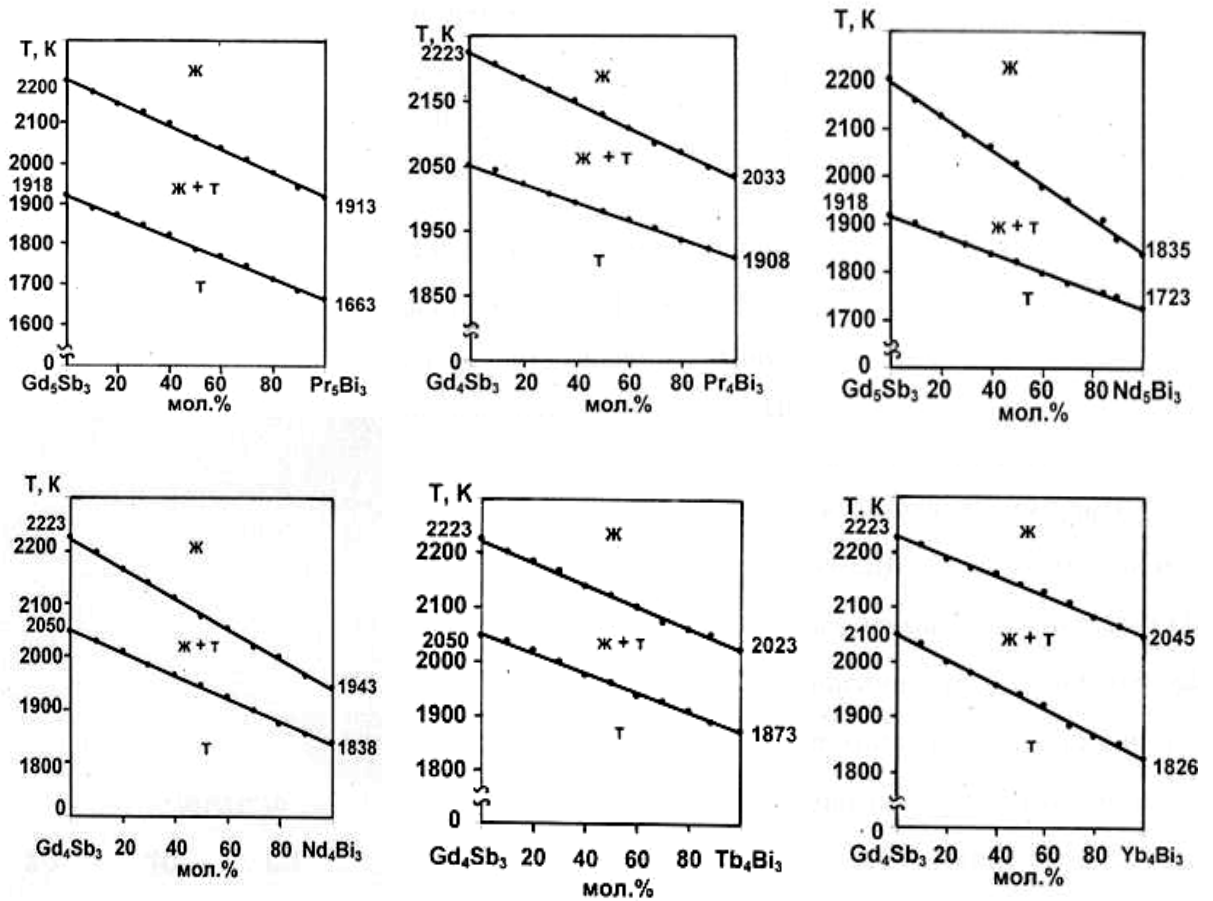 T, K
2200
2100
2000
1918
1900
1800
1700
1600
0
ж
ж + т
т
1913
1663
Gd₅Sb₃ 20 40 60 80 Pr₅Bi₃
мол.%
T, K
2223
2150
2050
1950
1850
0
ж
ж + т
т
2033
1908
Gd₄Sb₃ 20 40 60 80 Pr₄Bi₃
мол.%
T, K
2200
2100
2000
1918
1900
1800
1700
0
ж
ж + т
т
1835
1723
Gd₅Sb₃ 20 40 60 80 Nd₅Bi₃
мол.%
T, K
2223
2200
2100
2050
2000
1900
1800
0
ж
ж + т
т
1943
1838
Gd₄Sb₃ 20 40 60 80 Nd₄Bi₃
мол.%
T, K
2223
2200
2100
2050
2000
1900
1800
0
ж
ж + т
т
2023
1873
Gd₄Sb₃ 20 40 60 80 Tb₄Bi₃
мол.%
T. K
2223
2200
2100
2100
2000
1900
1800
0
ж
ж + т
т
2045
1826
Gd₄Sb₃ 20 40 60 80 Yb₄Bi₃
мол.%